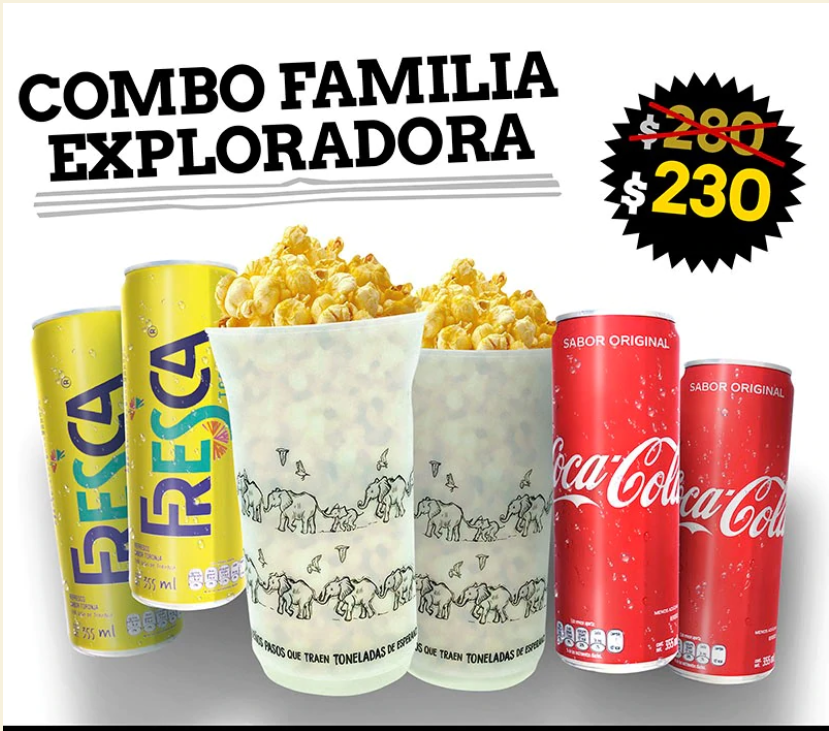 COMBO FAMILIA
EXPLORADORA
$280
$230
FRESCA
355 ml
FRESCA
355 ml
PASOS QUE TRAEN TONELADAS DE
QUE TRAEN TONELADAS DE
SABOR ORIGINAL
Coca-Cola
SABOR ORIGINAL
Coca-Cola